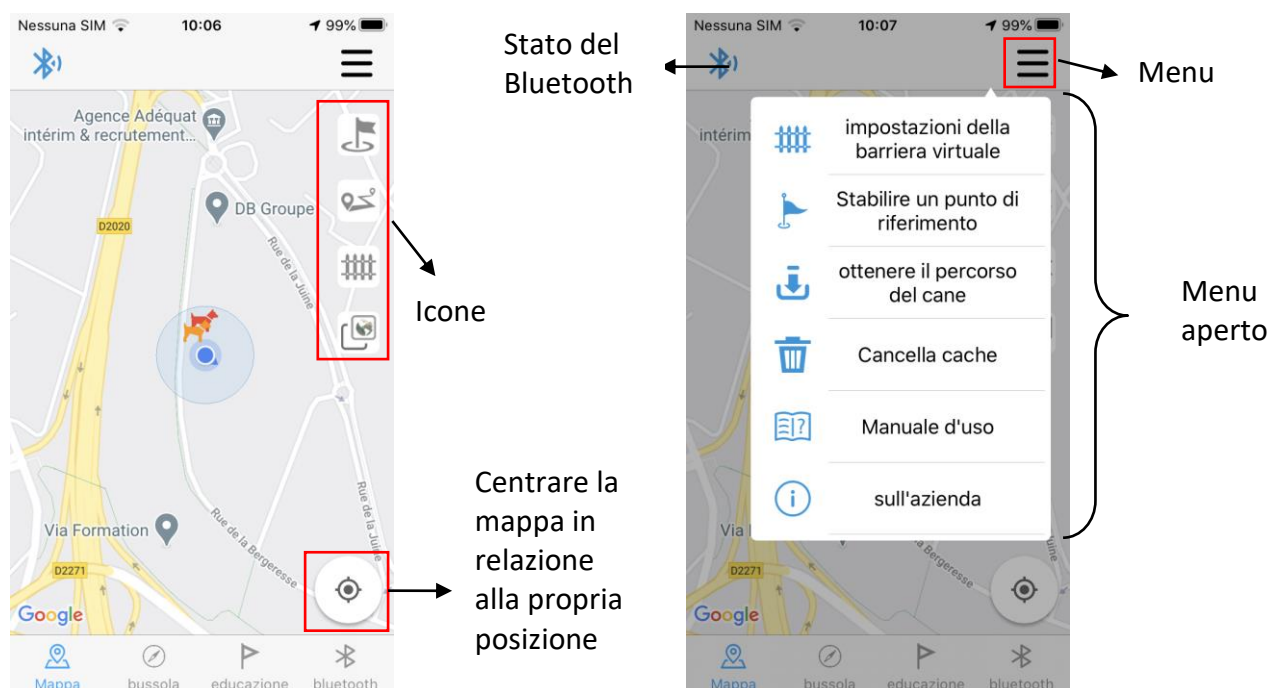 Nessuna SIM 10:06 99%
Agence Adéquat
intérim & recrutement...
DB Groupe
D2020
Rue de la Juine
Rue de la Juine
Via Formation
Rue de la Bergeresse
D2271
Google
Mappa bussola educazione bluetooth
Icone
Centrare la
mappa in
relazione
alla propria
posizione
Stato del
Bluetooth
Nessuna SIM 10:07 99%
Menu
intérim
impostazioni della
barriera virtuale
Stabilire un punto di
riferimento
ottenere il percorso
del cane
Cancella cache
Manuale d'uso
sull'azienda
Menu
aperto
Via
Bergeresse
D2271
Google
Mappa bussola educazione bluetooth